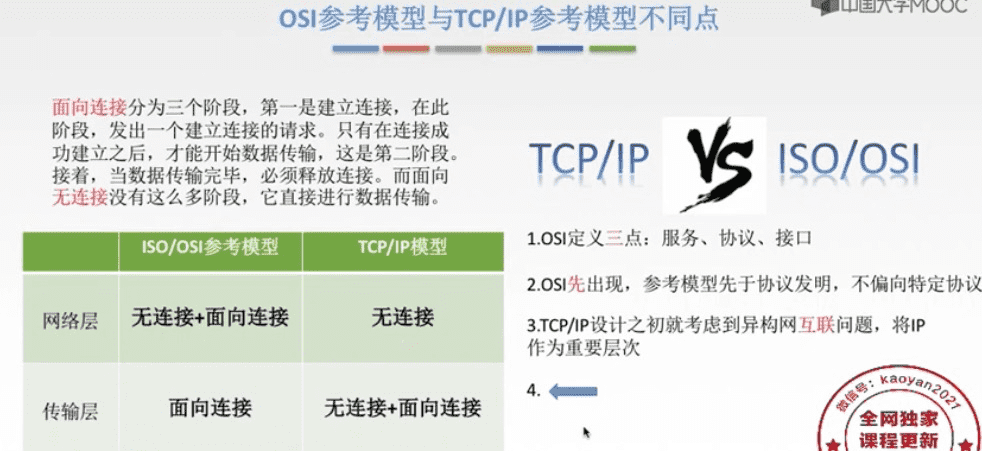 中国大学MOOC
OSI参考模型与TCP/IP参考模型不同点
面向连接分为三个阶段，第一是建立连接，在此
阶段，发出一个建立连接的请求。只有在连接成
功建立之后，才能开始数据传输，这是第二阶段。
接着，当数据传输完毕，必须释放连接。而面向
无连接没有这么多阶段，它直接进行数据传输。
ISO/OSI参考模型 TCP/IP模型
网络层 无连接+面向连接 无连接
传输层 面向连接 无连接+面向连接
TCP/IP VS ISO/OSI
1.OSI定义三点：服务、协议、接口
2.OSI先出现，参考模型先于协议发明，不偏向特定协议
3.TCP/IP设计之初就考虑到异构网互联问题，将IP
作为重要层次
4.
微信号：kaoyan2021
全网独家
课程更新